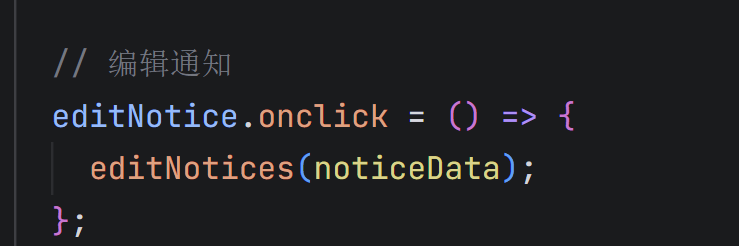 // 编辑通知
editNotice.onclick = () => {
editNotices(noticeData);
};